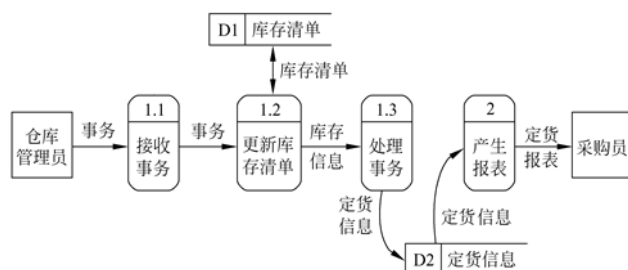 D1 库存清单
库存清单
1.1
1.2
1.3
2
仓库
管理员
事务
接收
事务
事务
更新库
存清单
库存
信息
处理
事务
产生
报表
定货
报表
采购员
定货
信息
定货信息
D2 定货信息